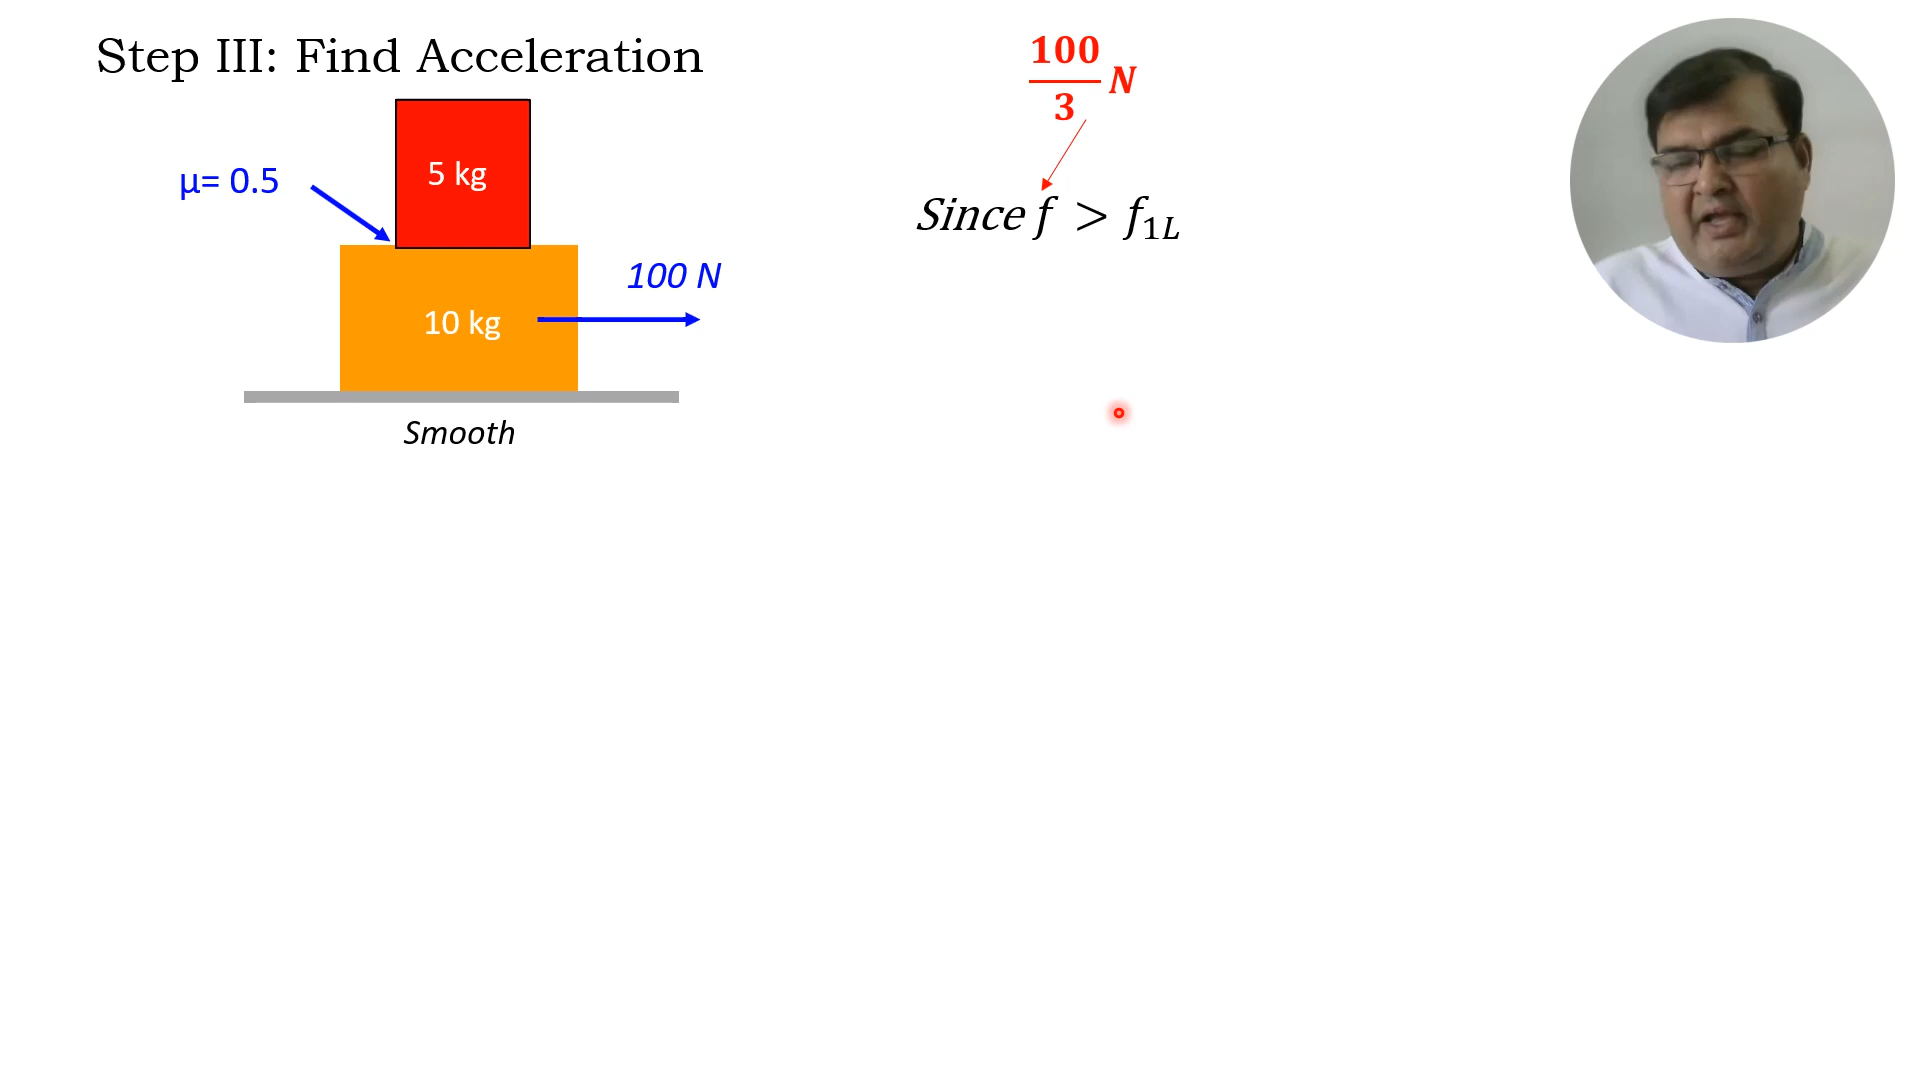 Step III: Find Acceleration
100
3
N
5 kg
μ= 0.5
Since f > f1L
100 N
10 kg
Smooth